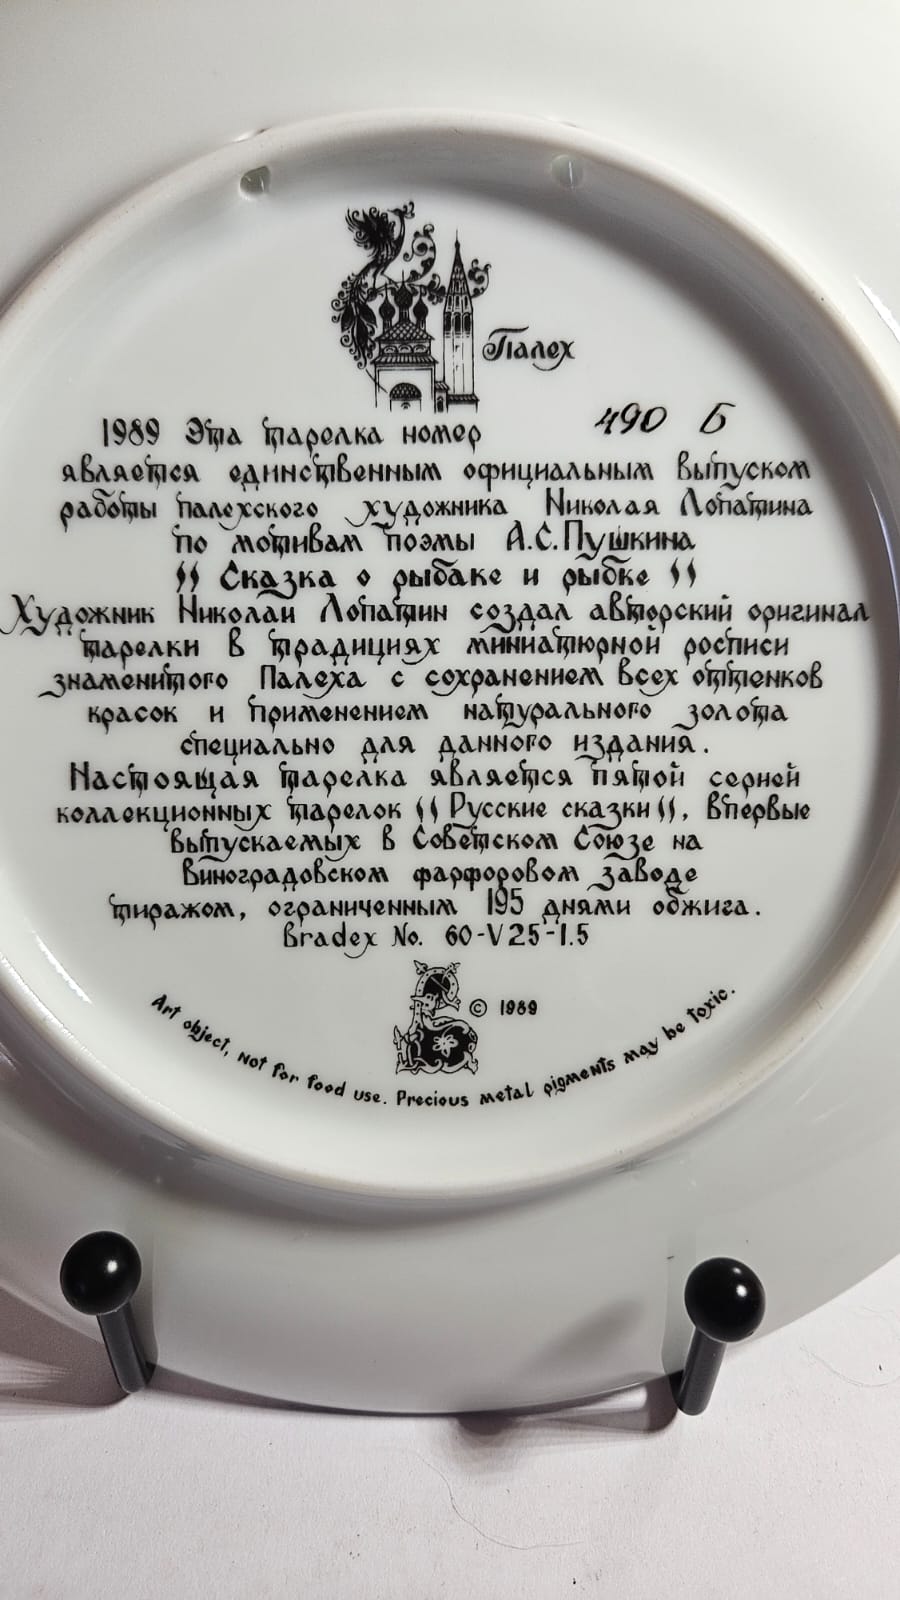 Палех
1989 Эта тарелка номер 490 Б
является единственным официальным выпуском
работы палехского художника Николая Лопатина
по мотивам поэмы А.С.Пушкина
"Сказка о рыбаке и рыбке"
Художник Николаи Лопатин создал авторский оригинал
тарелки в традициях миниатюрной росписи
знаменитого Палеха с сохранением всех оттенков
красок и применением натурального золота
специально для данного издания.
Настоящая тарелка является пятой серией
коллекционных тарелок "Русские сказки", впервые
выпускаемых в Советском Союзе на
Виноградовском фарфоровом заводе
тиражом, ограниченным 195 днями обжига.
Bradex No. 60-V25-1.5
© 1989
Art object, not for food use. Precious metal pigments may be toxic.